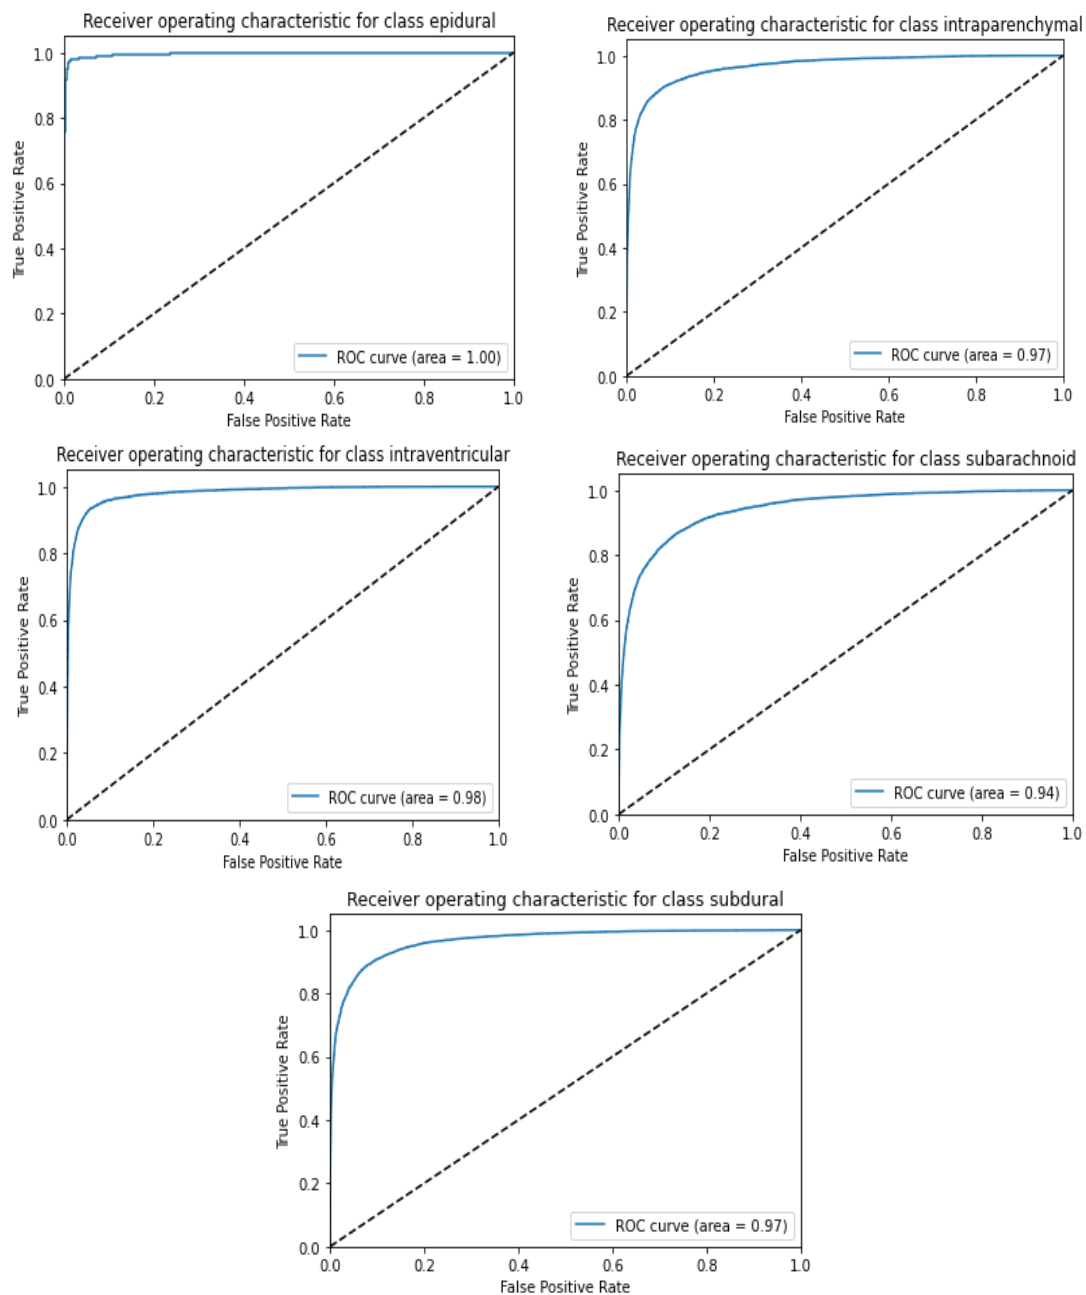 Receiver operating characteristic for class epidural
True Positive Rate
1.0
0.8
0.6
0.4
0.2
0.0
ROC curve (area = 1.00)
0.0 0.2 0.4 0.6 0.8 1.0
False Positive Rate
Receiver operating characteristic for class intraparenchymal
True Positive Rate
1.0
0.8
0.6
0.4
0.2
0.0
ROC curve (area = 0.97)
0.0 0.2 0.4 0.6 0.8 1.0
False Positive Rate
Receiver operating characteristic for class intraventricular
True Positive Rate
1.0
0.8
0.6
0.4
0.2
0.0
ROC curve (area = 0.98)
0.0 0.2 0.4 0.6 0.8 1.0
False Positive Rate
Receiver operating characteristic for class subarachnoid
True Positive Rate
1.0
0.8
0.6
0.4
0.2
0.0
ROC curve (area = 0.94)
0.0 0.2 0.4 0.6 0.8 1.0
False Positive Rate
Receiver operating characteristic for class subdural
True Positive Rate
1.0
0.8
0.6
0.4
0.2
0.0
ROC curve (area = 0.97)
0.0 0.2 0.4 0.6 0.8 1.0
False Positive Rate